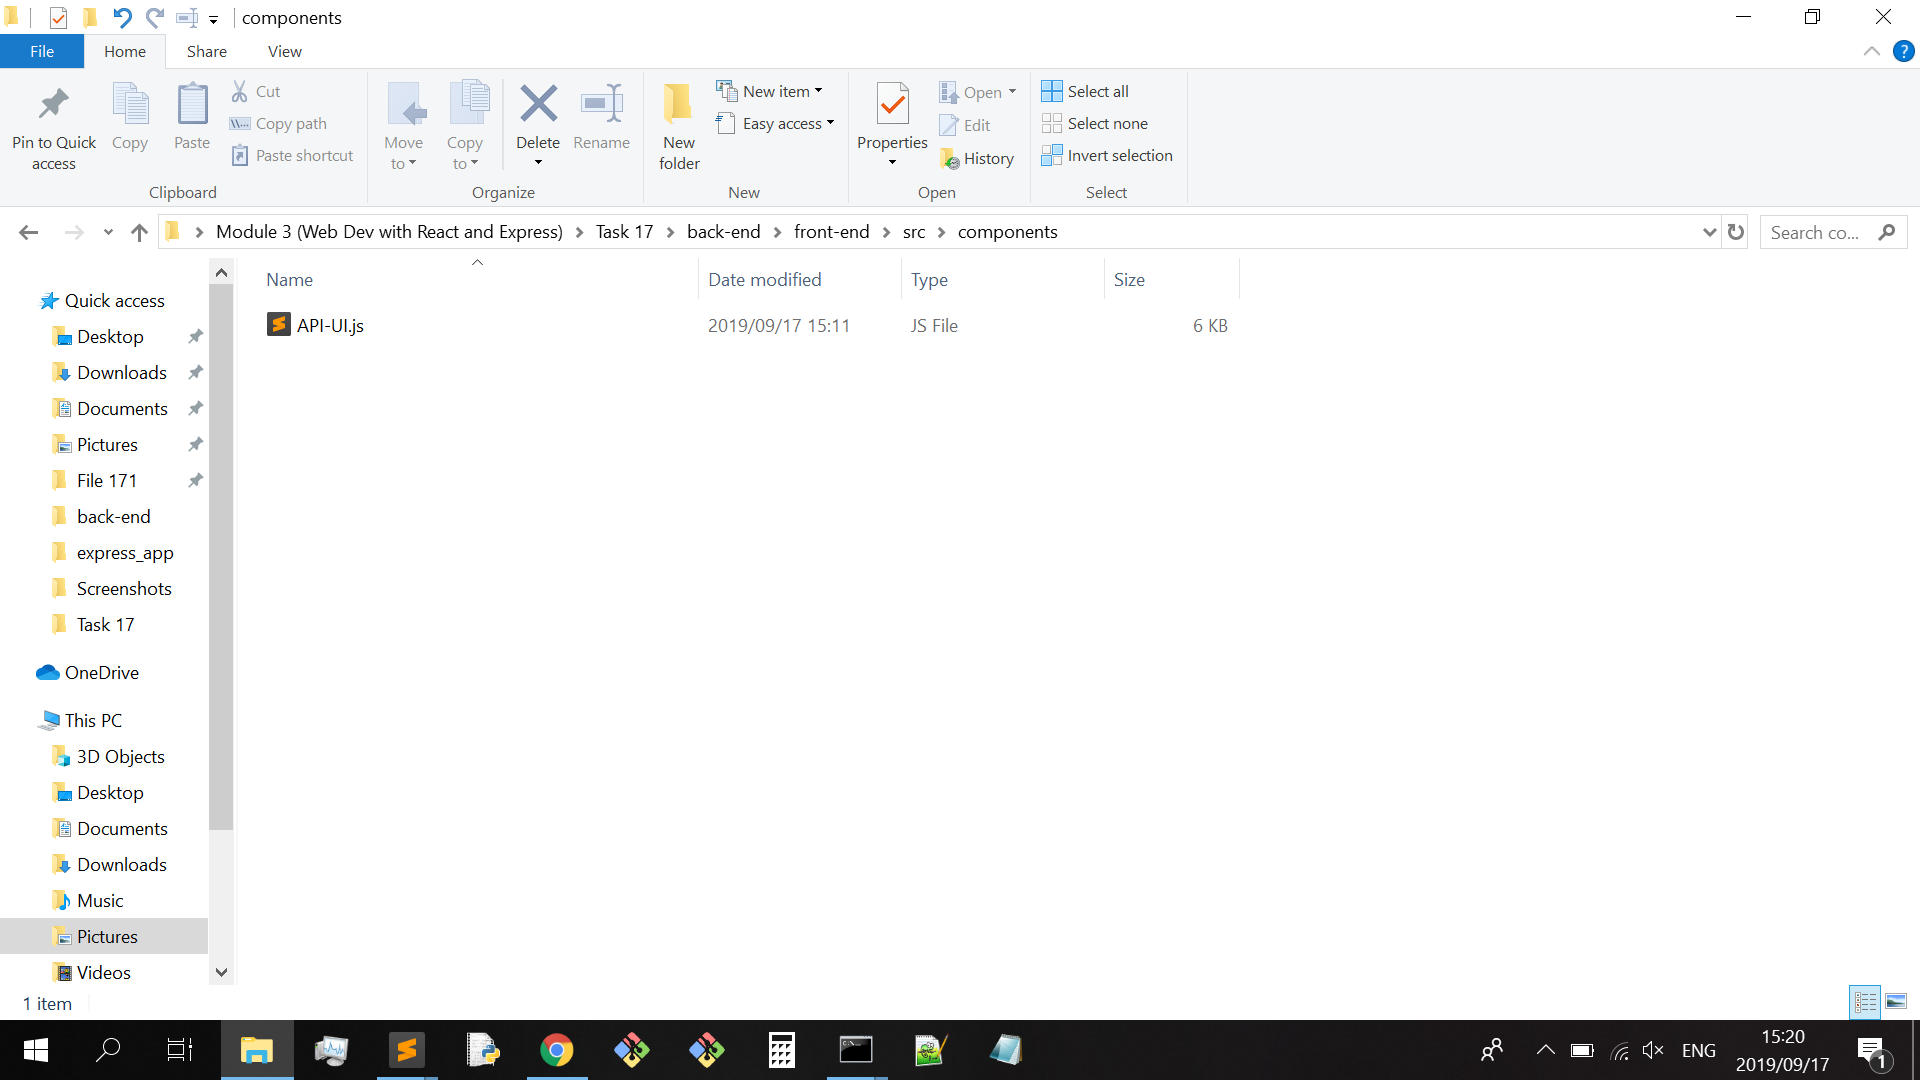 components
File Home Share View
Pin to Quick access
Copy
Paste
Cut
Copy path
Paste shortcut
Clipboard
Move to
Copy to
Delete
Rename
Organize
New folder
New item
Easy access
New
Properties
Open
Edit
History
Open
Select all
Select none
Invert selection
Select
Module 3 (Web Dev with React and Express) Task 17 back-end front-end src components
Search co...
Name Date modified Type Size
API-UI.js 2019/09/17 15:11 JS File 6 KB
Quick access
Desktop
Downloads
Documents
Pictures
File 171
back-end
express_app
Screenshots
Task 17
OneDrive
This PC
3D Objects
Desktop
Documents
Downloads
Music
Pictures
Videos
1 item
ENG
15:20
2019/09/17
1